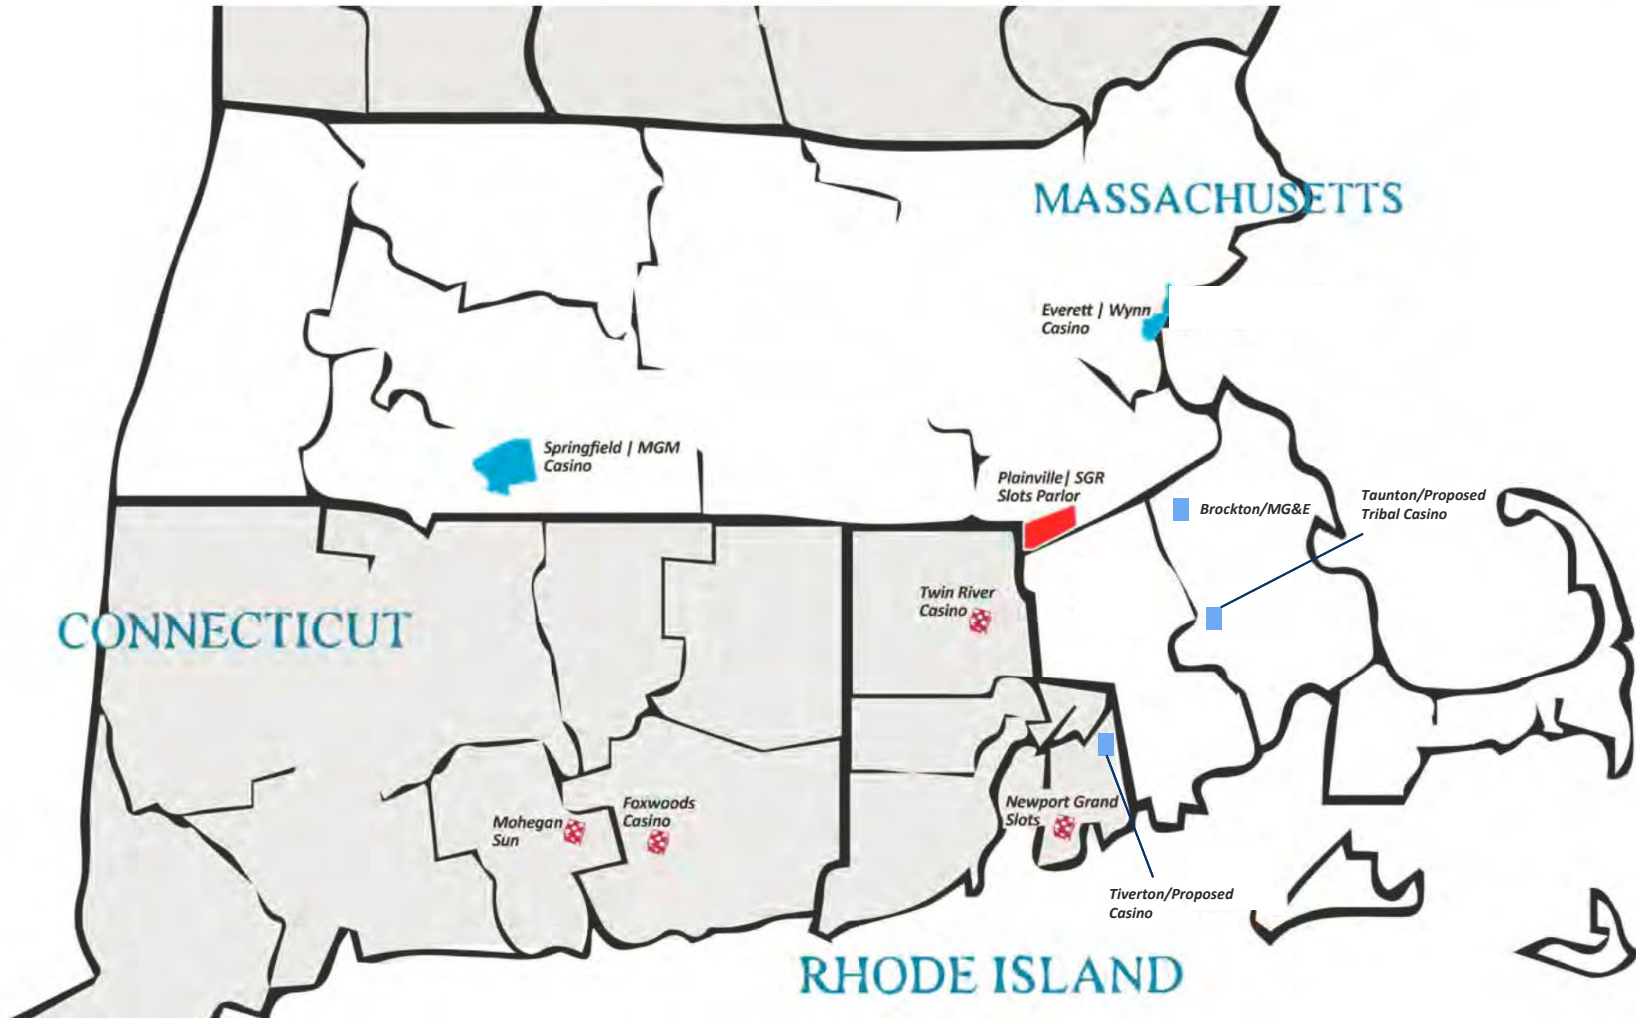 MASSACHUSETTS
Everett | Wynn
Casino
Springfield | MGM
Casino
Plainville| SGR
Slots Parlor
Brockton/MG&E
Taunton/Proposed
Tribal Casino
CONNECTICUT
Twin River
Casino
Mohegan
Sun
Foxwoods
Casino
Newport Grand
Slots
Tiverton/Proposed
Casino
RHODE ISLAND